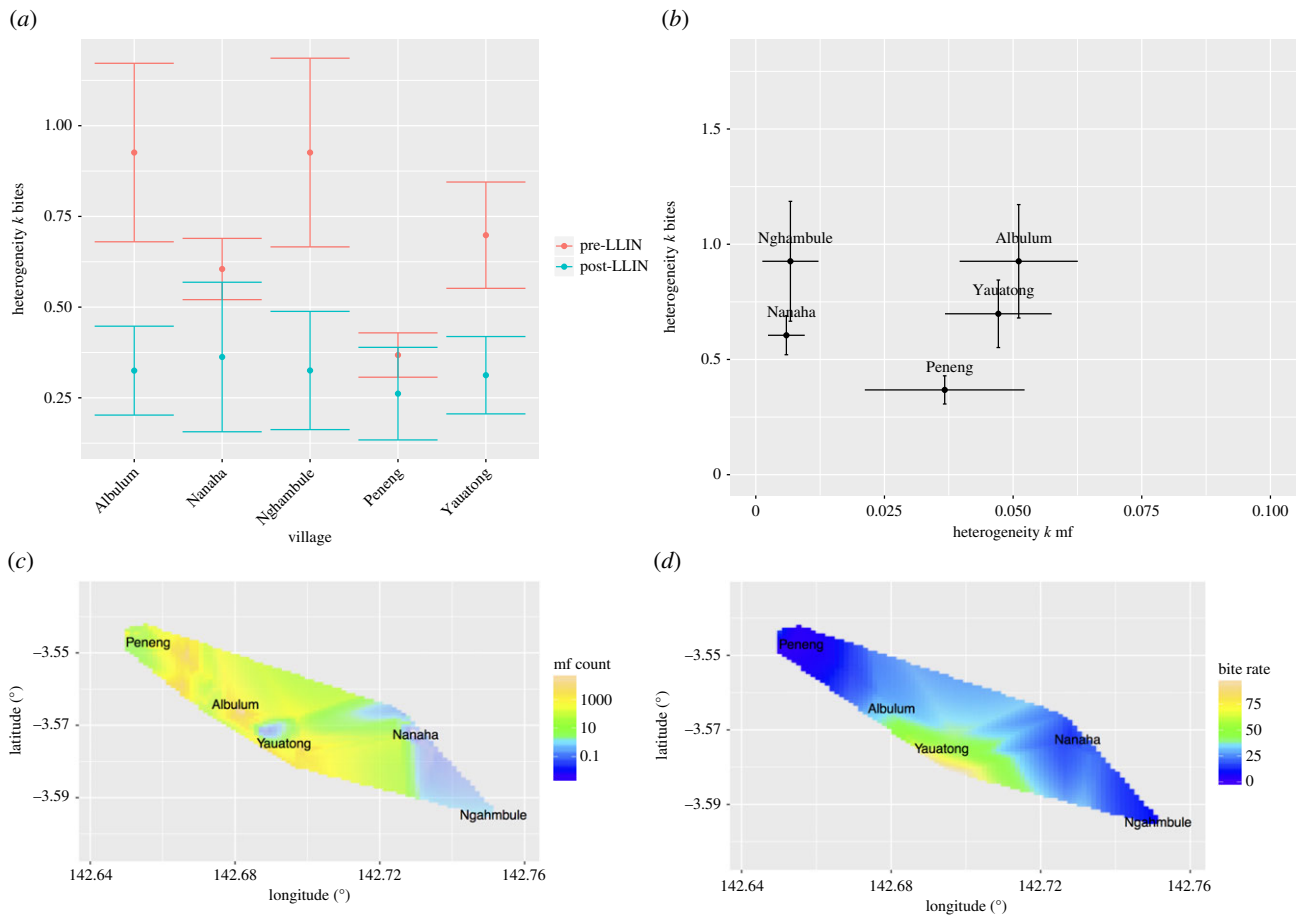 (a)
heterogeneity k bites
1.00
0.75
0.50
0.25
Albulum
Nanaha
Nghambule
Peneng
Yauatong
village
pre-LLIN
post-LLIN
(b)
heterogeneity k bites
1.5
1.0
0.5
0
Nghambule
Albulum
Yauatong
Nanaha
Peneng
0
0.025
0.050
0.075
0.100
heterogeneity k mf
(c)
latitude (°)
–3.55
–3.57
–3.59
Peneng
Albulum
Yauatong
Nanaha
Ngahmbule
142.64
142.68
142.72
142.76
longitude (°)
mf count
1000
10
0.1
(d)
latitude (°)
–3.55
–3.57
–3.59
Peneng
Albulum
Yauatong
Nanaha
Ngahmbule
142.64
142.68
142.72
142.76
longitude (°)
bite rate
75
50
25
0